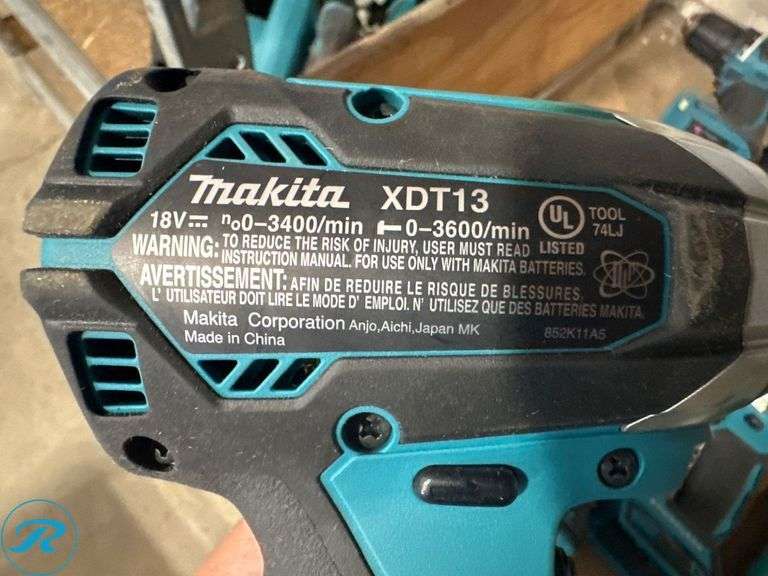 makita XDT13
18V⎓ n₀0-3400/min 0-3600/min
UL LISTED TOOL 74LJ
WARNING: TO REDUCE THE RISK OF INJURY, USER MUST READ
INSTRUCTION MANUAL. FOR USE ONLY WITH MAKITA BATTERIES.
AVERTISSEMENT: AFIN DE REDUIRE LE RISQUE DE BLESSURES,
L' UTILISATEUR DOIT LIRE LE MODE D' EMPLOI. N' UTILISEZ QUE DES BATTERIES MAKITA.
Makita Corporation Anjo,Aichi,Japan MK
Made in China
852K11A5
R